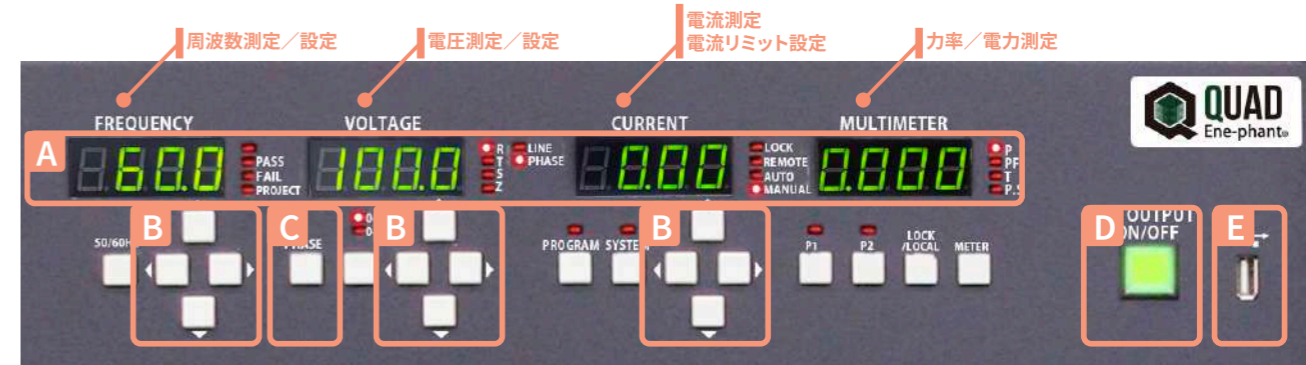 周波数測定／設定
電圧測定／設定
電流測定
電流リミット設定
力率／電力測定
QUAD
Ene-phant
FREQUENCY
VOLTAGE
CURRENT
MULTIMETER
A
60.0
PASS
FAIL
PROJECT
100.0
R
T
S
Z
LINE
PHASE
0.00
LOCK
REMOTE
AUTO
MANUAL
0.000
P
PF
T
B
C
B
B
D
E
OUTPUT
ON/OFF
50/60H
PROGRAM
P1
P2
LOCK
/LOCAL
METER